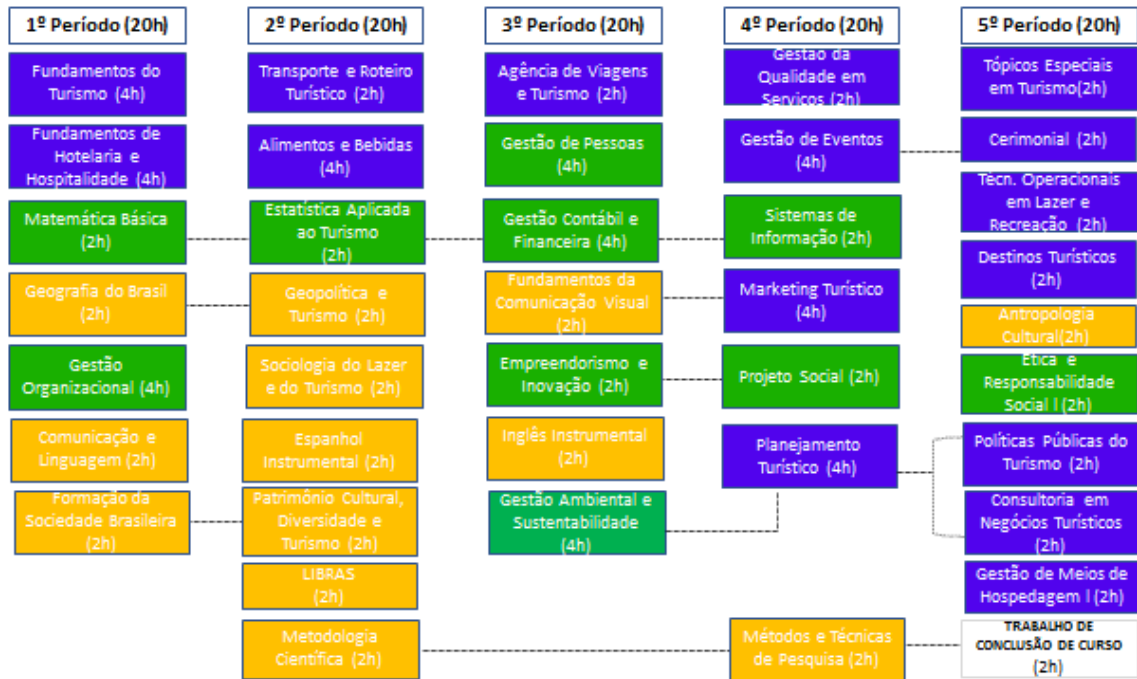 1º Período (20h)
Fundamentos do
Turismo (4h)
Fundamentos de
Hotelaria e
Hospitalidade (4h)
Matemática Básica
(2h)
Geografia do Brasil
(2h)
Gestão
Organizacional (4h)
Comunicação e
Linguagem (2h)
Formação da
Sociedade Brasileira
(2h)
2º Período (20h)
Transporte e Roteiro
Turístico (2h)
Alimentos e Bebidas
(4h)
Estatística Aplicada
ao Turismo
(2h)
Geopolítica e
Turismo (2h)
Sociologia do Lazer
e do Turismo (2h)
Espanhol
Instrumental (2h)
Patrimônio Cultural,
Diversidade e
Turismo (2h)
LIBRAS
(2h)
Metodologia
Científica (2h)
3º Período (20h)
Agência de Viagens
e Turismo (2h)
Gestão de Pessoas
(4h)
Gestão Contábil e
Financeira (4h)
Fundamentos da
Comunicação Visual
(2h)
Empreendorismo e
Inovação (2h)
Inglês Instrumental
(2h)
Gestão Ambiental e
Sustentabilidade
(4h)
4º Período (20h)
Gestão da
Qualidade em
Serviços (2h)
Gestão de Eventos
(4h)
Sistemas de
Informação (2h)
Marketing Turístico
(4h)
Projeto Social (2h)
Planejamento
Turístico (4h)
Métodos e Técnicas
de Pesquisa (2h)
5º Período (20h)
Tópicos Especiais
em Turismo(2h)
Cerimonial (2h)
Técn. Operacionais
em Lazer e
Recreação (2h)
Destinos Turísticos
(2h)
Antropologia
Cultural(2h)
Ética e
Responsabilidade
Social I (2h)
Políticas Públicas do
Turismo (2h)
Consultoria em
Negócios Turísticos
(2h)
Gestão de Meios de
Hospedagem I (2h)
TRABALHO DE
CONCLUSÃO DE CURSO
(2h)